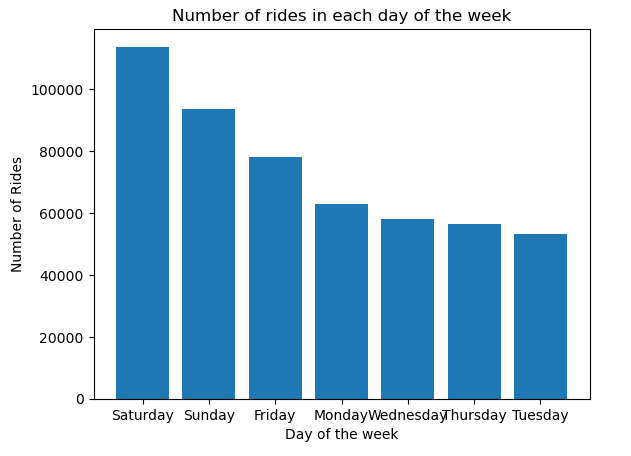 Number of rides in each day of the week
Number of Rides
100000
80000
60000
40000
20000
0
Saturday Sunday Friday Monday Wednesday Thursday Tuesday
Day of the week